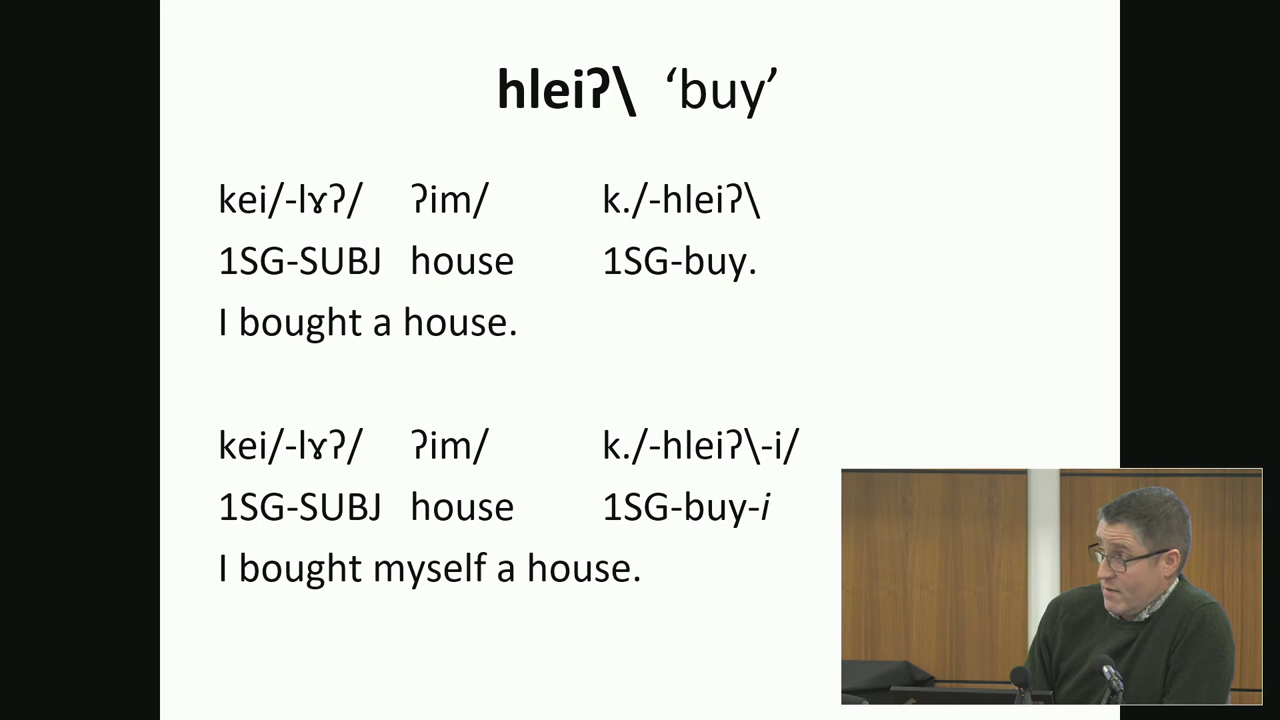 hleiʔ\ ‘buy’
kei/-lɤʔ/ ʔim/ k./-hleiʔ\
1SG-SUBJ house 1SG-buy.
I bought a house.
kei/-lɤʔ/ ʔim/ k./-hleiʔ\-i/
1SG-SUBJ house 1SG-buy-i
I bought myself a house.